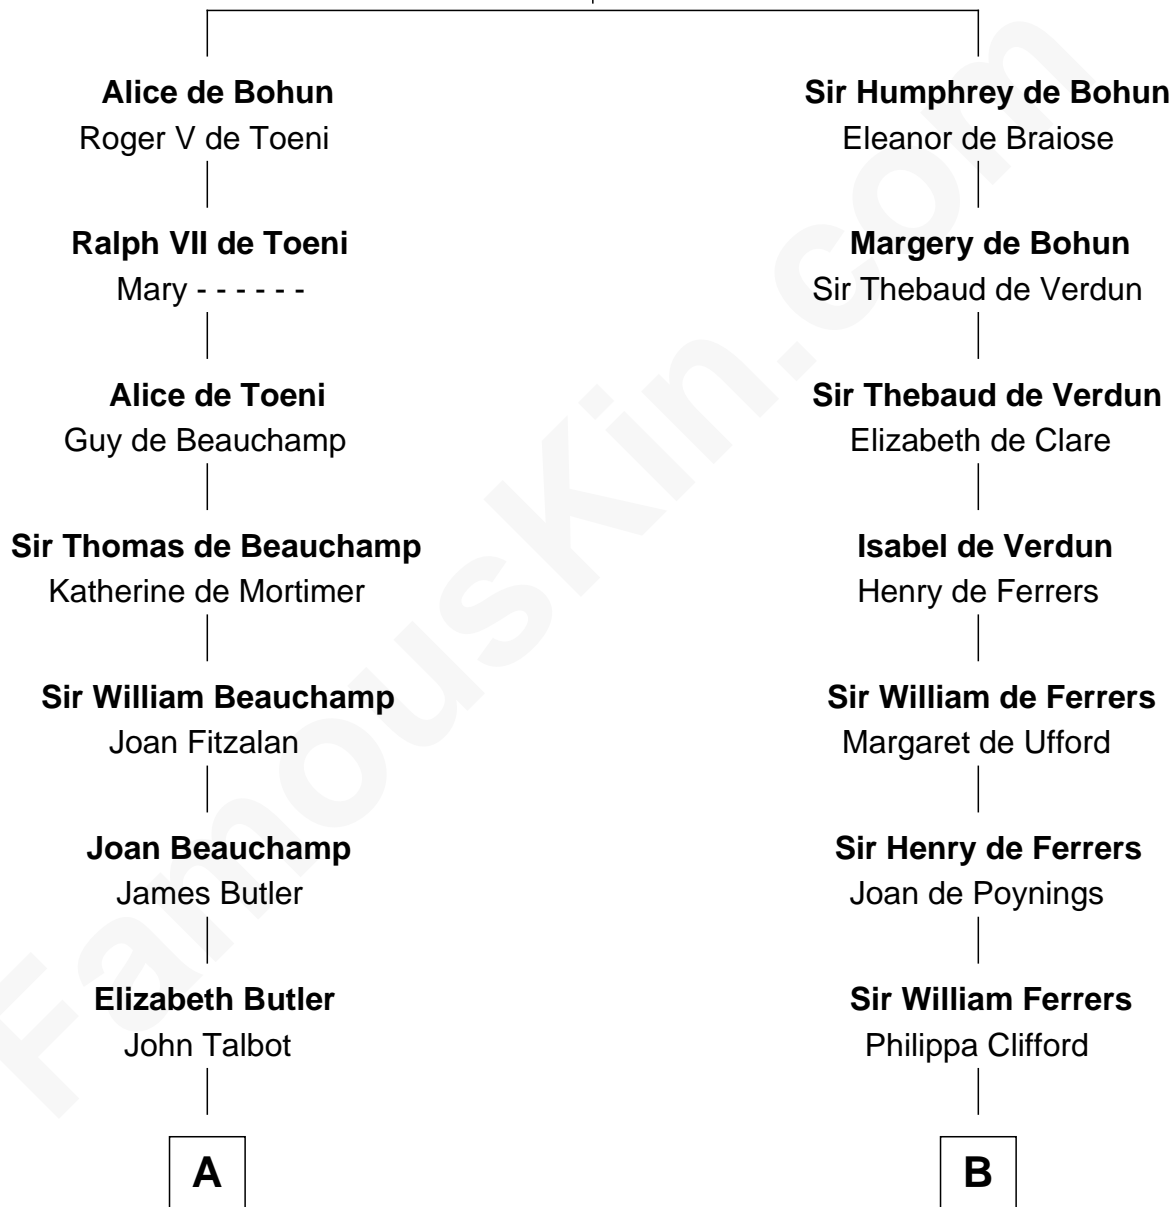 Alice de Bohun
Roger V de Toeni
Sir Humphrey de Bohun
Eleanor de Braiose
Ralph VII de Toeni
Mary - - - - - -
Margery de Bohun
Sir Thebaud de Verdun
Alice de Toeni
Guy de Beauchamp
Sir Thebaud de Verdun
Elizabeth de Clare
Sir Thomas de Beauchamp
Katherine de Mortimer
Isabel de Verdun
Henry de Ferrers
Sir William Beauchamp
Joan Fitzalan
Sir William de Ferrers
Margaret de Ufford
Joan Beauchamp
James Butler
Sir Henry de Ferrers
Joan de Poynings
Elizabeth Butler
John Talbot
Sir William Ferrers
Philippa Clifford
A
B
FamousKin.com